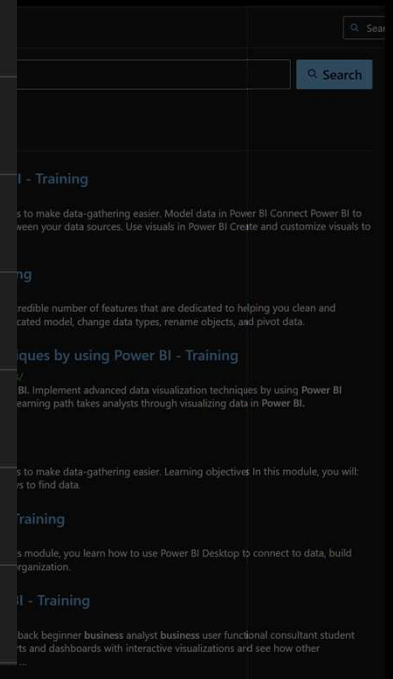 Sear
Search
I - Training
s to make data-gathering easier. Model data in Power BI Connect Power BI to
ween your data sources. Use visuals in Power BI Create and customize visuals to
ng
credible number of features that are dedicated to helping you clean and
cated model, change data types, rename objects, and pivot data.
iques by using Power BI - Training
/
BI. Implement advanced data visualization techniques by using Power BI
earning path takes analysts through visualizing data in Power BI.
s to make data-gathering easier. Learning objectives In this module, you will:
s to find data.
Training
s module, you learn how to use Power BI Desktop to connect to data, build
rganization.
BI - Training
back beginner business analyst business user functional consultant student
rts and dashboards with interactive visualizations and see how other
...